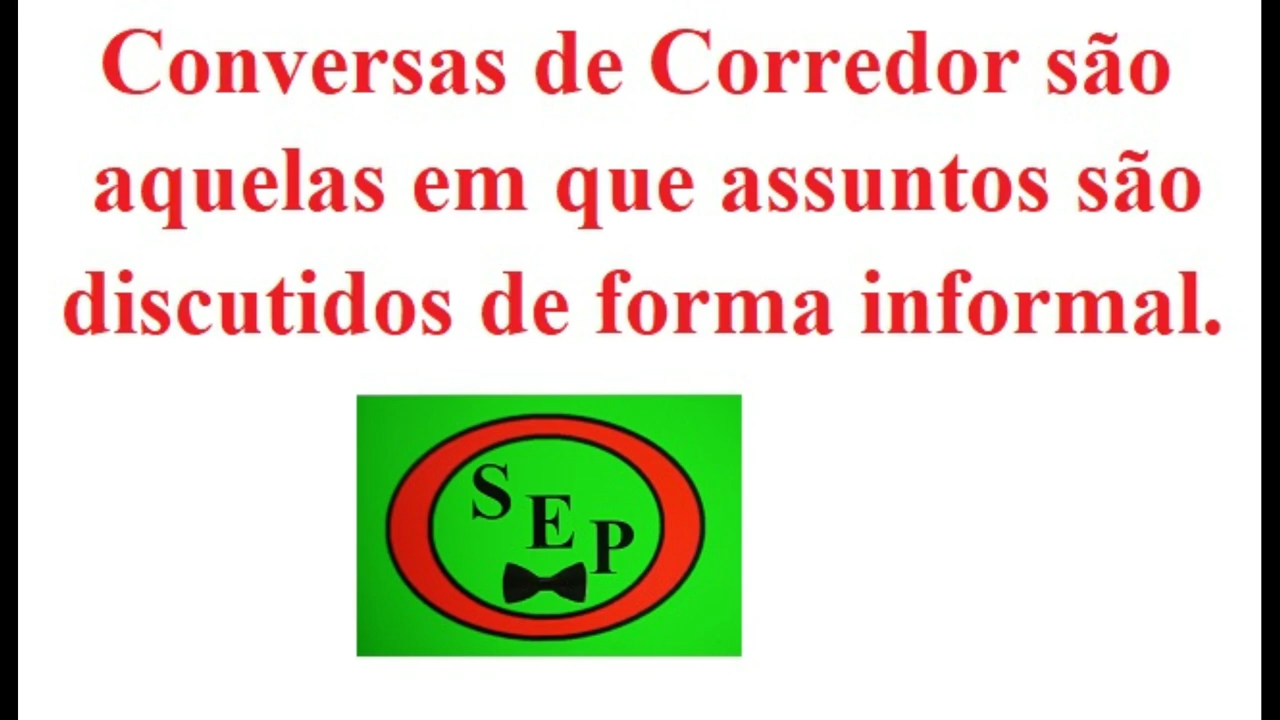 Conversas de Corredor são
aquelas em que assuntos são
discutidos de forma informal.
S E P